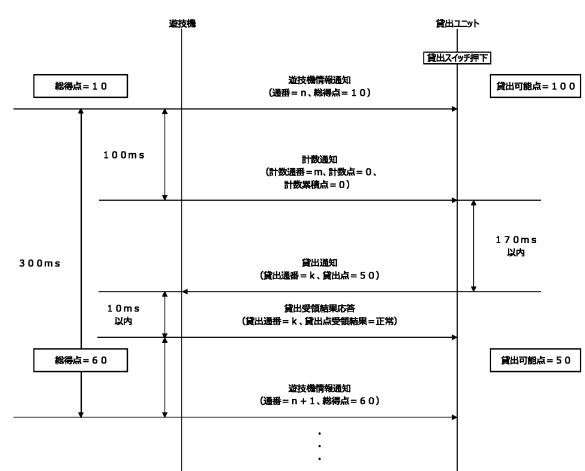 遊技機
貸出ユニット
貸出スイッチ押下
総得点=10
遊技機情報通知
(通番=n、総得点=10)
貸出可能点=100
100ms
計数通知
(計数通番=m、計数点=0、
計数累積点=0)
170ms
以内
300ms
貸出通知
(貸出通番=k、貸出点=50)
10ms
以内
貸出受領結果応答
(貸出通番=k、貸出点受領結果=正常)
総得点=60
貸出可能点=50
遊技機情報通知
(通番=n+1、総得点=60)
・
・
・